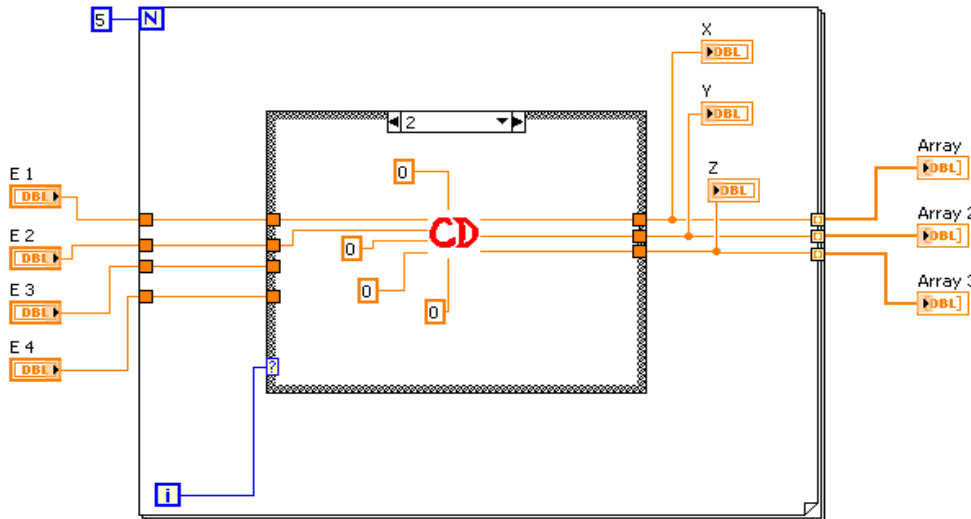 5 N
X
DBL
Y
DBL
2
Z
DBL
E 1
DBL
E 2
DBL
E 3
DBL
E 4
DBL
0
0
0
0
CD
?
i
Array
DBL]
Array 2
DBL]
Array 3
DBL]